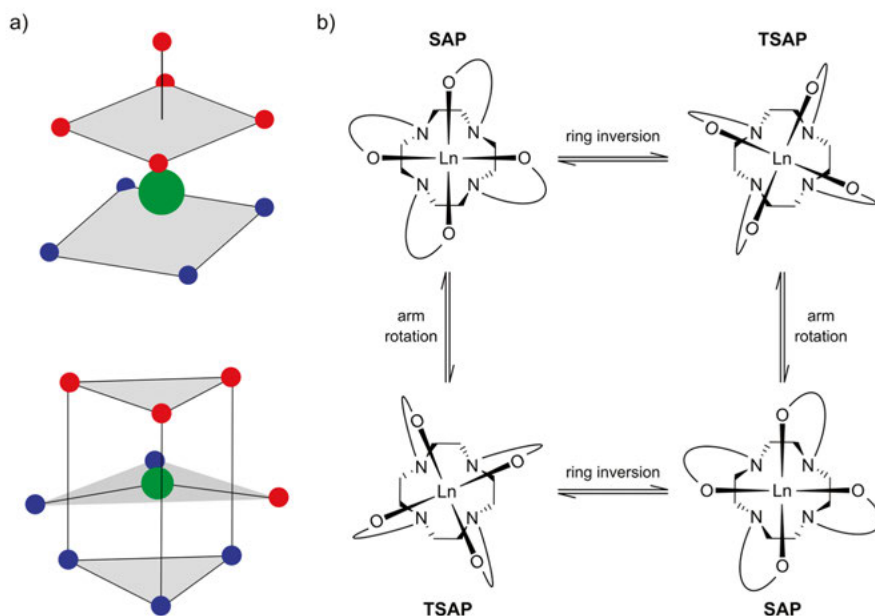 a)
b)
SAP
TSAP
O
N N
O Ln O
N N
O
ring inversion
O
O N N
Ln
N N O
O
arm
rotation
arm
rotation
O
N N O
Ln
O N N
O
TSAP
ring inversion
O
N N
O Ln O
N N
O
SAP